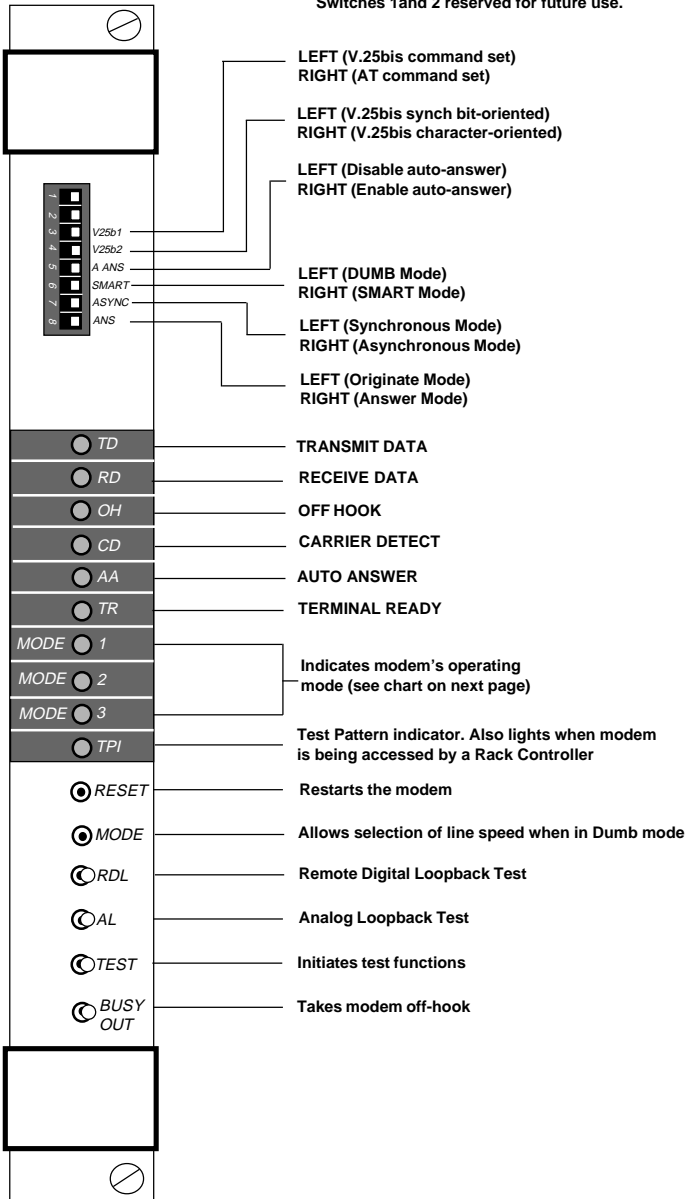 Switches 1and 2 reserved for future use.
LEFT (V.25bis command set)
RIGHT (AT command set)
LEFT (V.25bis synch bit-oriented)
RIGHT (V.25bis character-oriented)
LEFT (Disable auto-answer)
RIGHT (Enable auto-answer)
1
2
3 V25b1
4 V25b2
5 A ANS
6 SMART
7 ASYNC
8 ANS
LEFT (DUMB Mode)
RIGHT (SMART Mode)
LEFT (Synchronous Mode)
RIGHT (Asynchronous Mode)
LEFT (Originate Mode)
RIGHT (Answer Mode)
TD TRANSMIT DATA
RD RECEIVE DATA
OH OFF HOOK
CD CARRIER DETECT
AA AUTO ANSWER
TR TERMINAL READY
MODE 1
MODE 2
MODE 3
Indicates modem's operating
mode (see chart on next page)
TPI
Test Pattern indicator. Also lights when modem
is being accessed by a Rack Controller
RESET Restarts the modem
MODE Allows selection of line speed when in Dumb mode
RDL Remote Digital Loopback Test
AL Analog Loopback Test
TEST Initiates test functions
BUSY
OUT
Takes modem off-hook